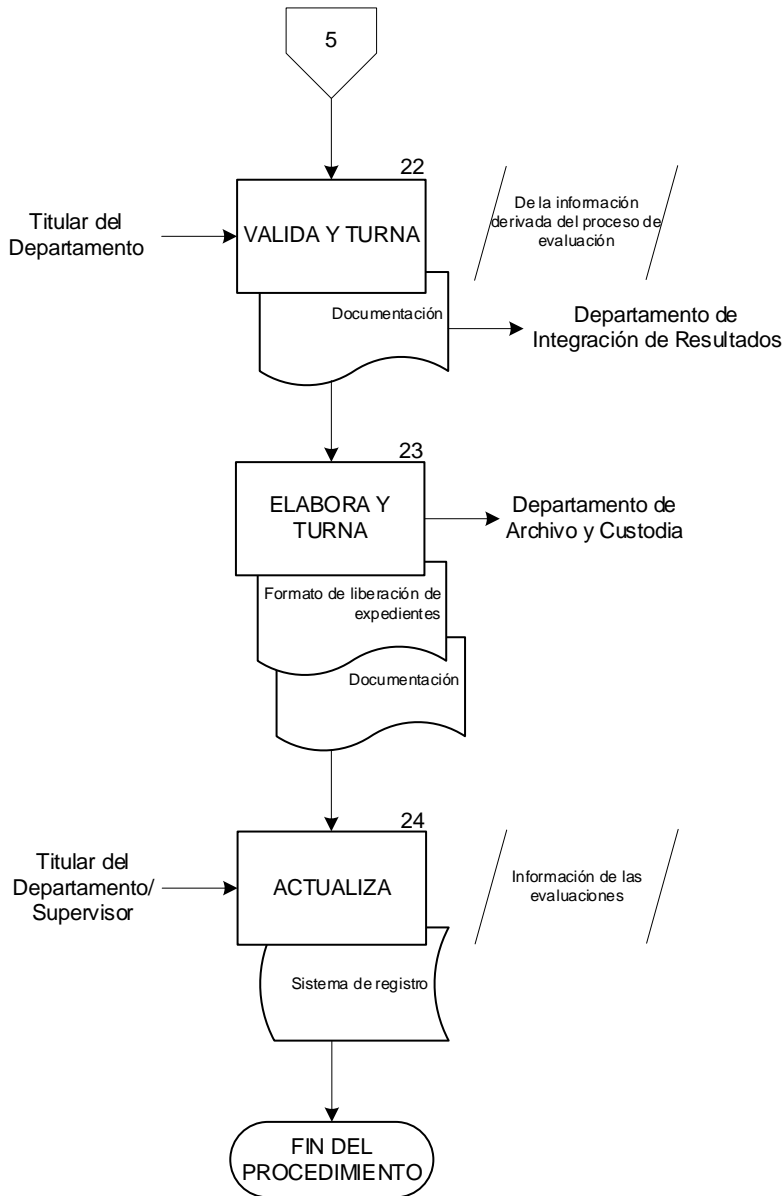 5
22
Titular del
Departamento
VALIDA Y TURNA
De la información
derivada del proceso de
evaluación
Documentación
Departamento de
Integración de Resultados
23
ELABORA Y
TURNA
Departamento de
Archivo y Custodia
Formato de liberación de
expedientes
Documentación
24
Titular del
Departamento/
Supervisor
ACTUALIZA
Información de las
evaluaciones
Sistema de registro
FIN DEL
PROCEDIMIENTO